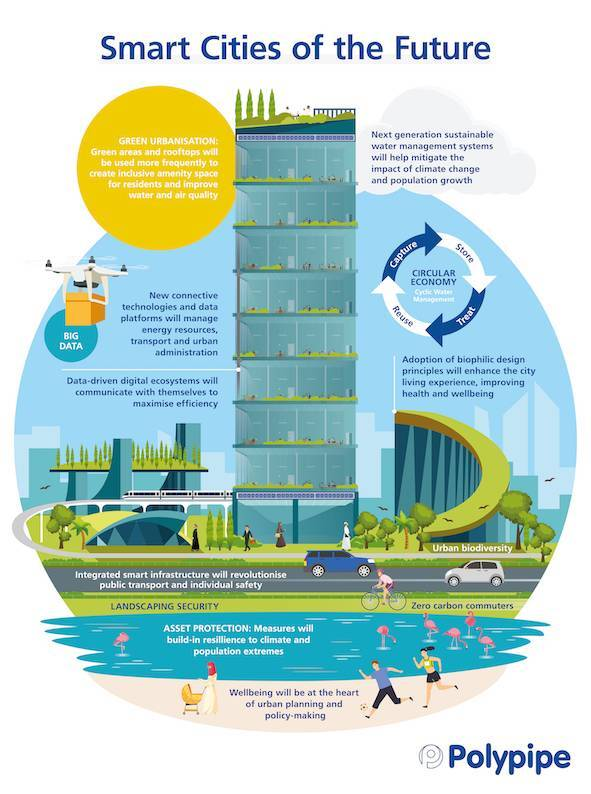 Smart Cities of the Future
GREEN URBANISATION:
Green areas and rooftops will
be used more frequently to
create inclusive amenity space
for residents and improve
water and air quality
Next generation sustainable
water management systems
will help mitigate the
impact of climate change
and population growth
Capture
Store
Treat
Reuse
CIRCULAR
ECONOMY
Cyclic Water
Management
BIG
DATA
New connective
technologies and data
platforms will manage
energy resources,
transport and urban
administration
Data-driven digital ecosystems will
communicate with themselves to
maximise efficiency
Adoption of biophilic design
principles will enhance the city
living experience, improving
health and wellbeing
Urban biodiversity
Integrated smart infrastructure will revolutionise
public transport and individual safety
LANDSCAPING SECURITY
Zero carbon commuters
ASSET PROTECTION: Measures will
build-in resillience to climate and
population extremes
Wellbeing will be at the heart
of urban planning and
policy-making
Polypipe